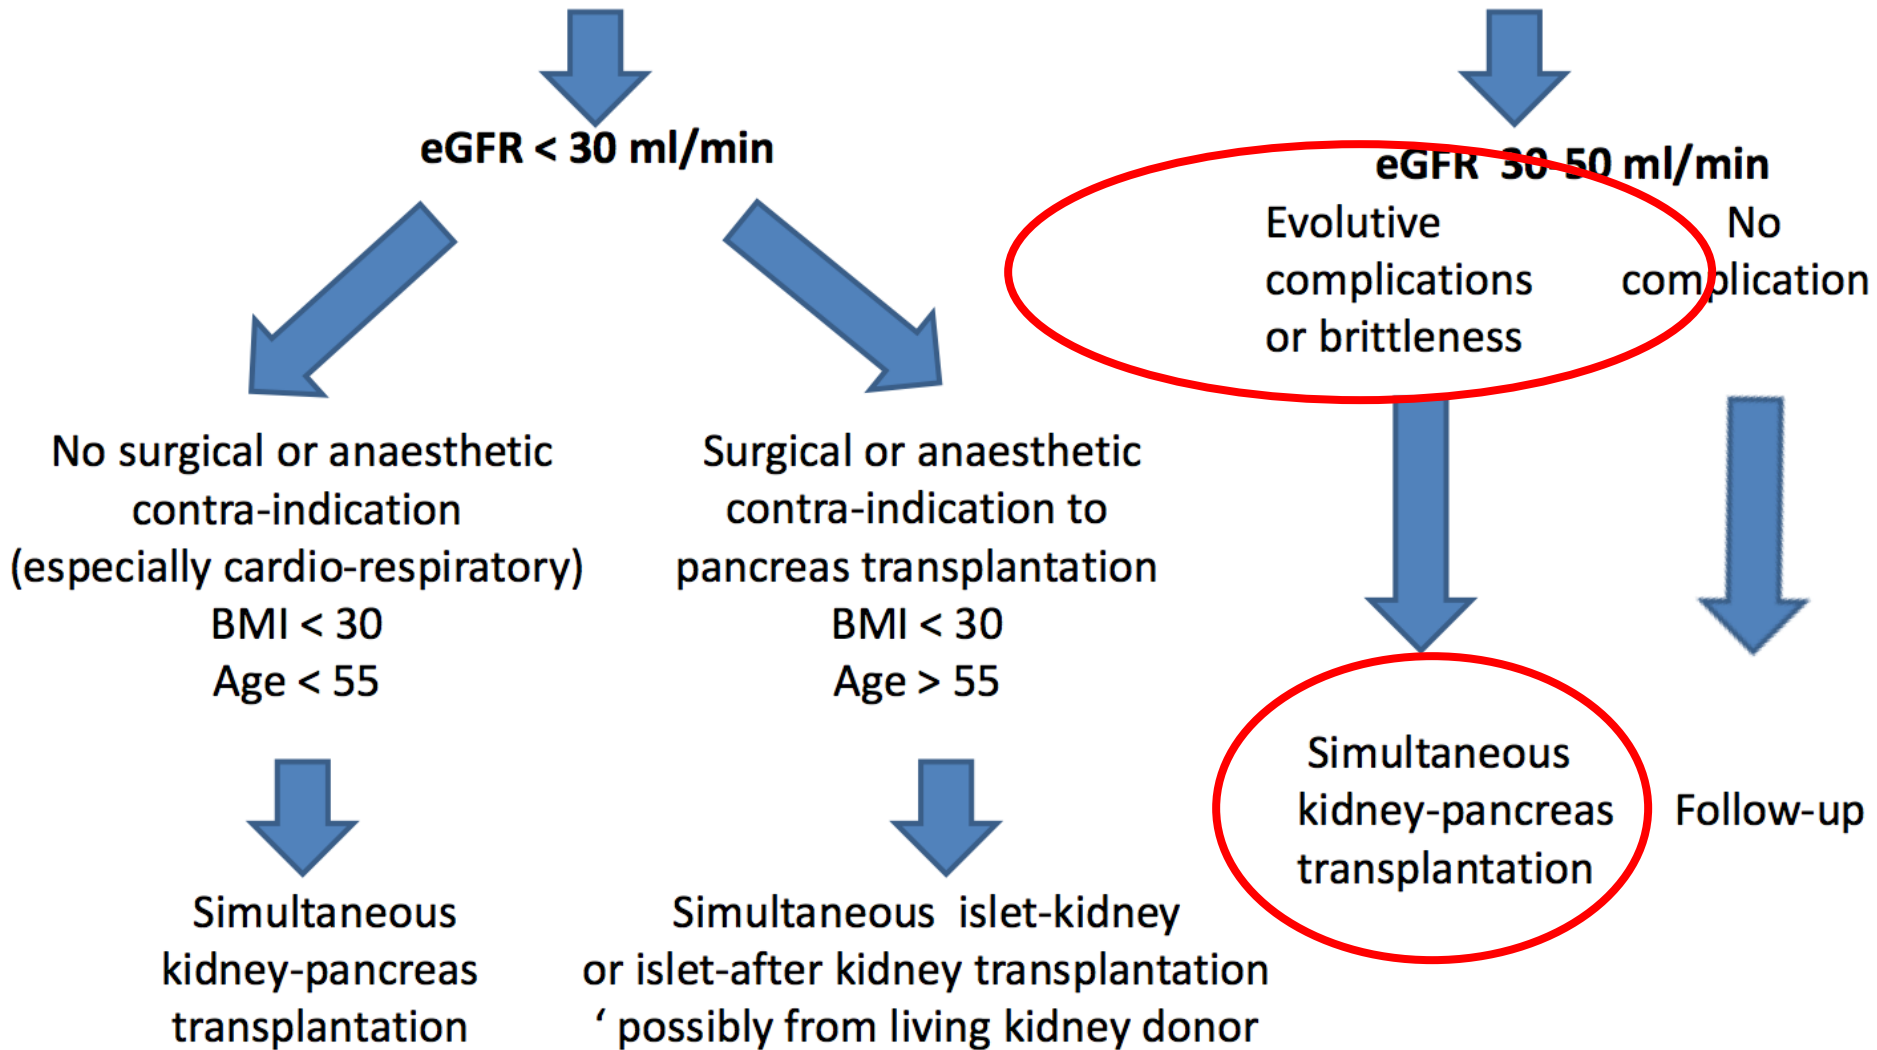 eGFR < 30 ml/min
eGFR 30-50 ml/min
Evolutive
complications
or brittleness
No
complication
No surgical or anaesthetic
contra-indication
(especially cardio-respiratory)
BMI < 30
Age < 55
Surgical or anaesthetic
contra-indication to
pancreas transplantation
BMI < 30
Age > 55
Simultaneous
kidney-pancreas
transplantation
Follow-up
Simultaneous
kidney-pancreas
transplantation
Simultaneous islet-kidney
or islet-after kidney transplantation
‘ possibly from living kidney donor